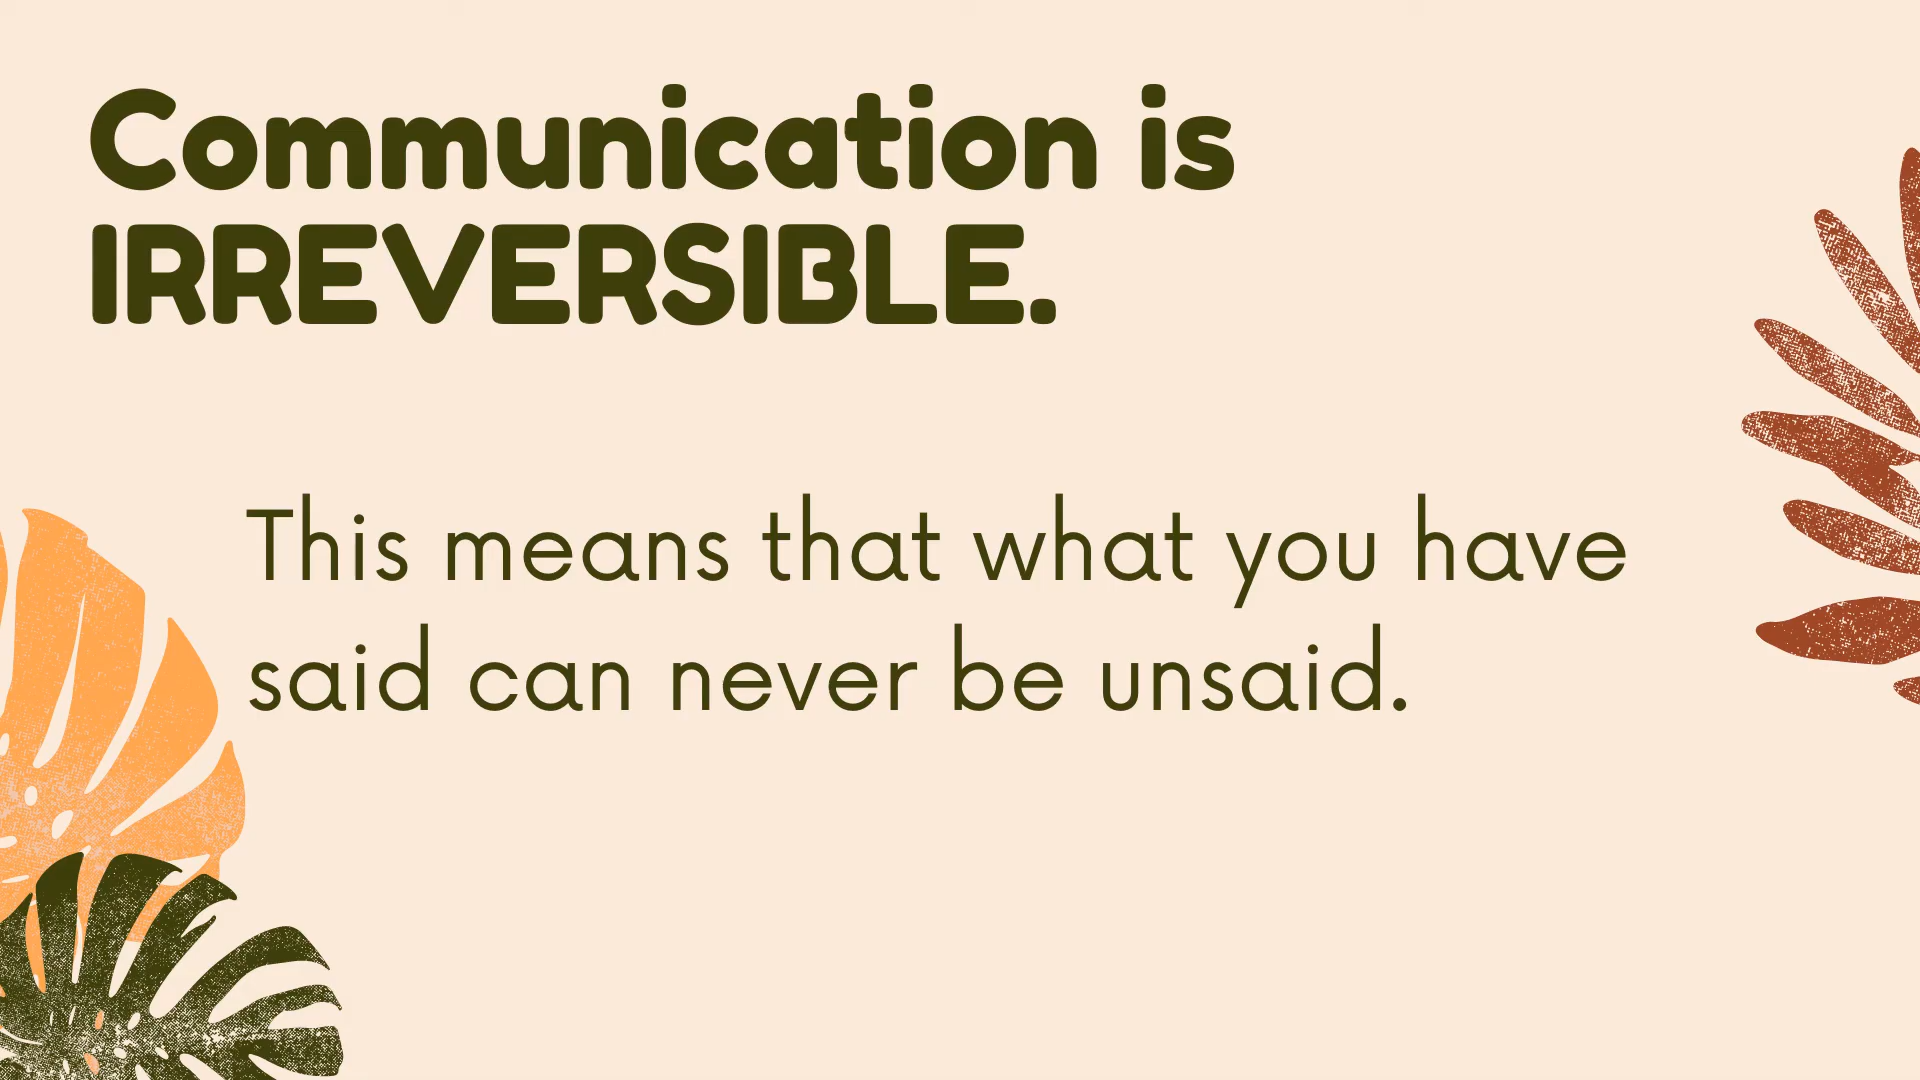 Communication is
IRREVERSIBLE.
This means that what you have
said can never be unsaid.